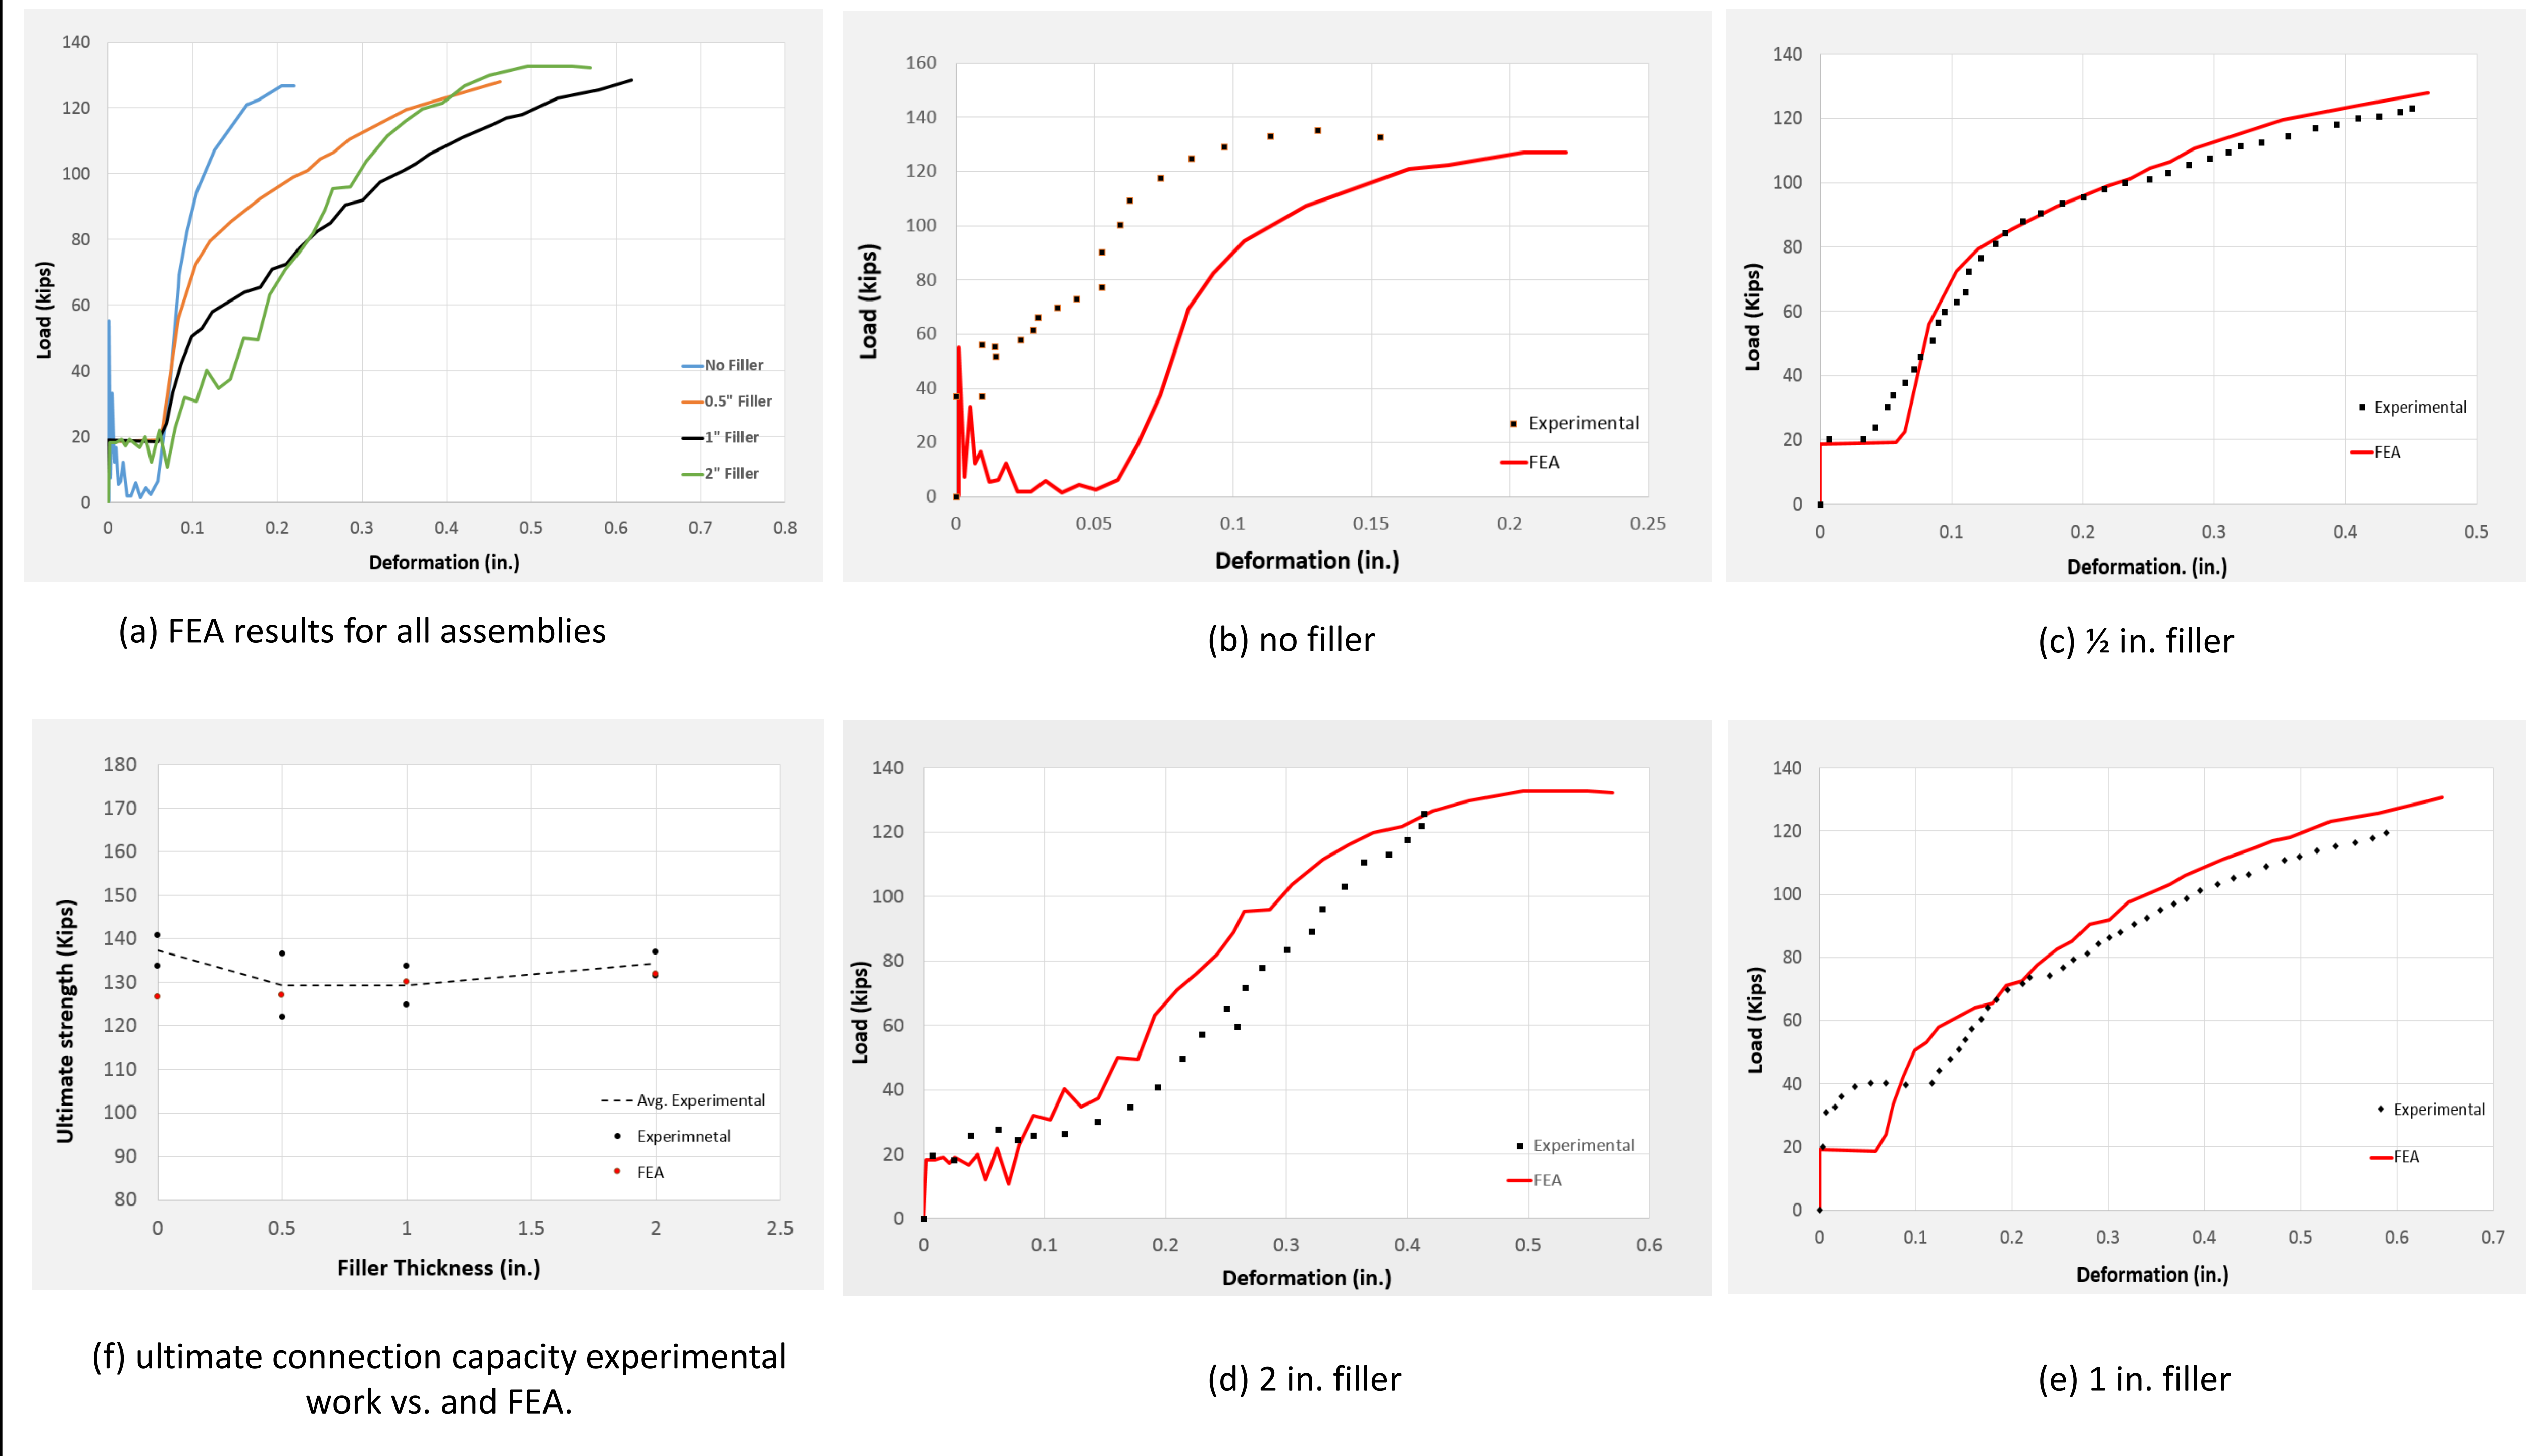 140
120
100
80
60
40
20
0
Load (kips)
No Filler
0.5" Filler
1" Filler
2" Filler
0 0.1 0.2 0.3 0.4 0.5 0.6 0.7 0.8
Deformation (in.)
(a) FEA results for all assemblies
160
140
120
100
80
60
40
20
0
Load (kips)
Experimental
FEA
0 0.05 0.1 0.15 0.2 0.25
Deformation (in.)
(b) no filler
140
120
100
80
60
40
20
0
Load (Kips)
Experimental
FEA
0 0.1 0.2 0.3 0.4 0.5
Deformation. (in.)
(c) ½ in. filler
180
170
160
150
140
130
120
110
100
90
80
Ultimate strength (Kips)
Avg. Experimental
Experimnetal
FEA
0 0.5 1 1.5 2 2.5
Filler Thickness (in.)
(f) ultimate connection capacity experimental
work vs. and FEA.
140
120
100
80
60
40
20
0
Load (kips)
Experimental
FEA
0 0.1 0.2 0.3 0.4 0.5 0.6
Deformation (in.)
(d) 2 in. filler
140
120
100
80
60
40
20
0
Load (Kips)
Experimental
FEA
0 0.1 0.2 0.3 0.4 0.5 0.6 0.7
Deformation (in.)
(e) 1 in. filler